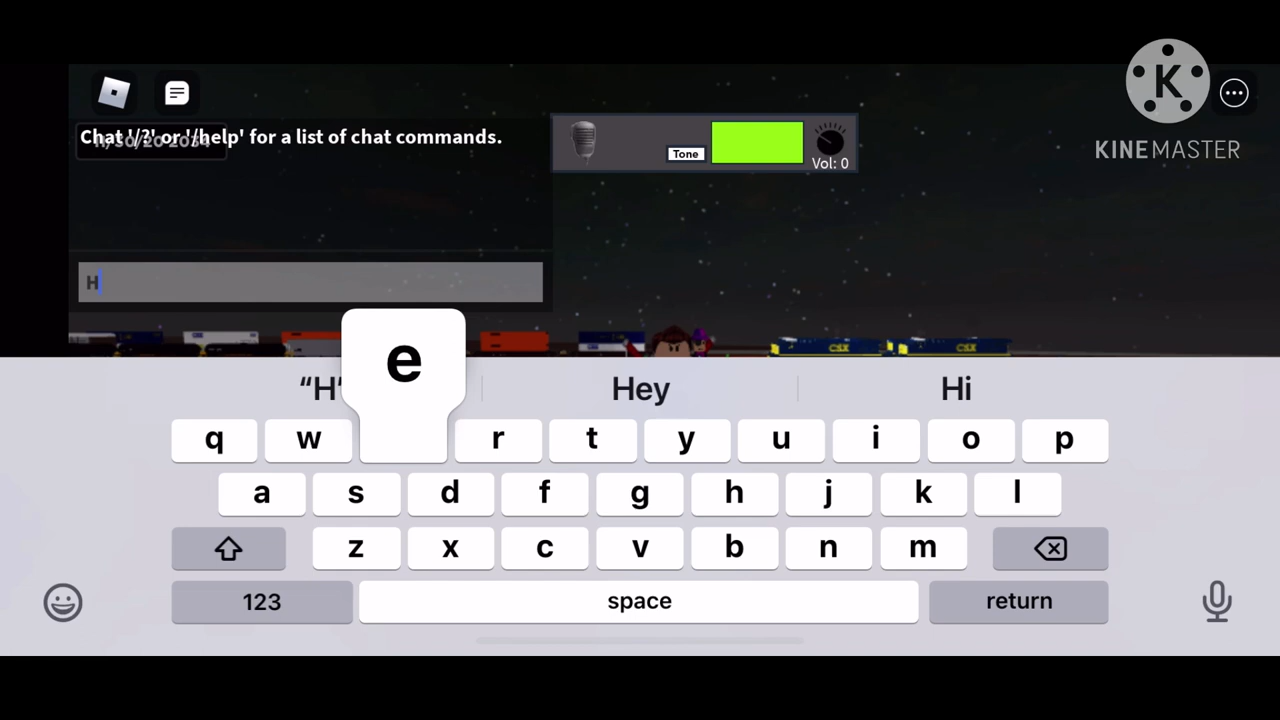 Chat '/?' or '/help' for a list of chat commands.
Tone
Vol: 0
KINEMASTER
H
CSX
CSX
e
“H”
Hey
Hi
q w r t y u i o p
a s d f g h j k l
z x c v b n m
123
space
return